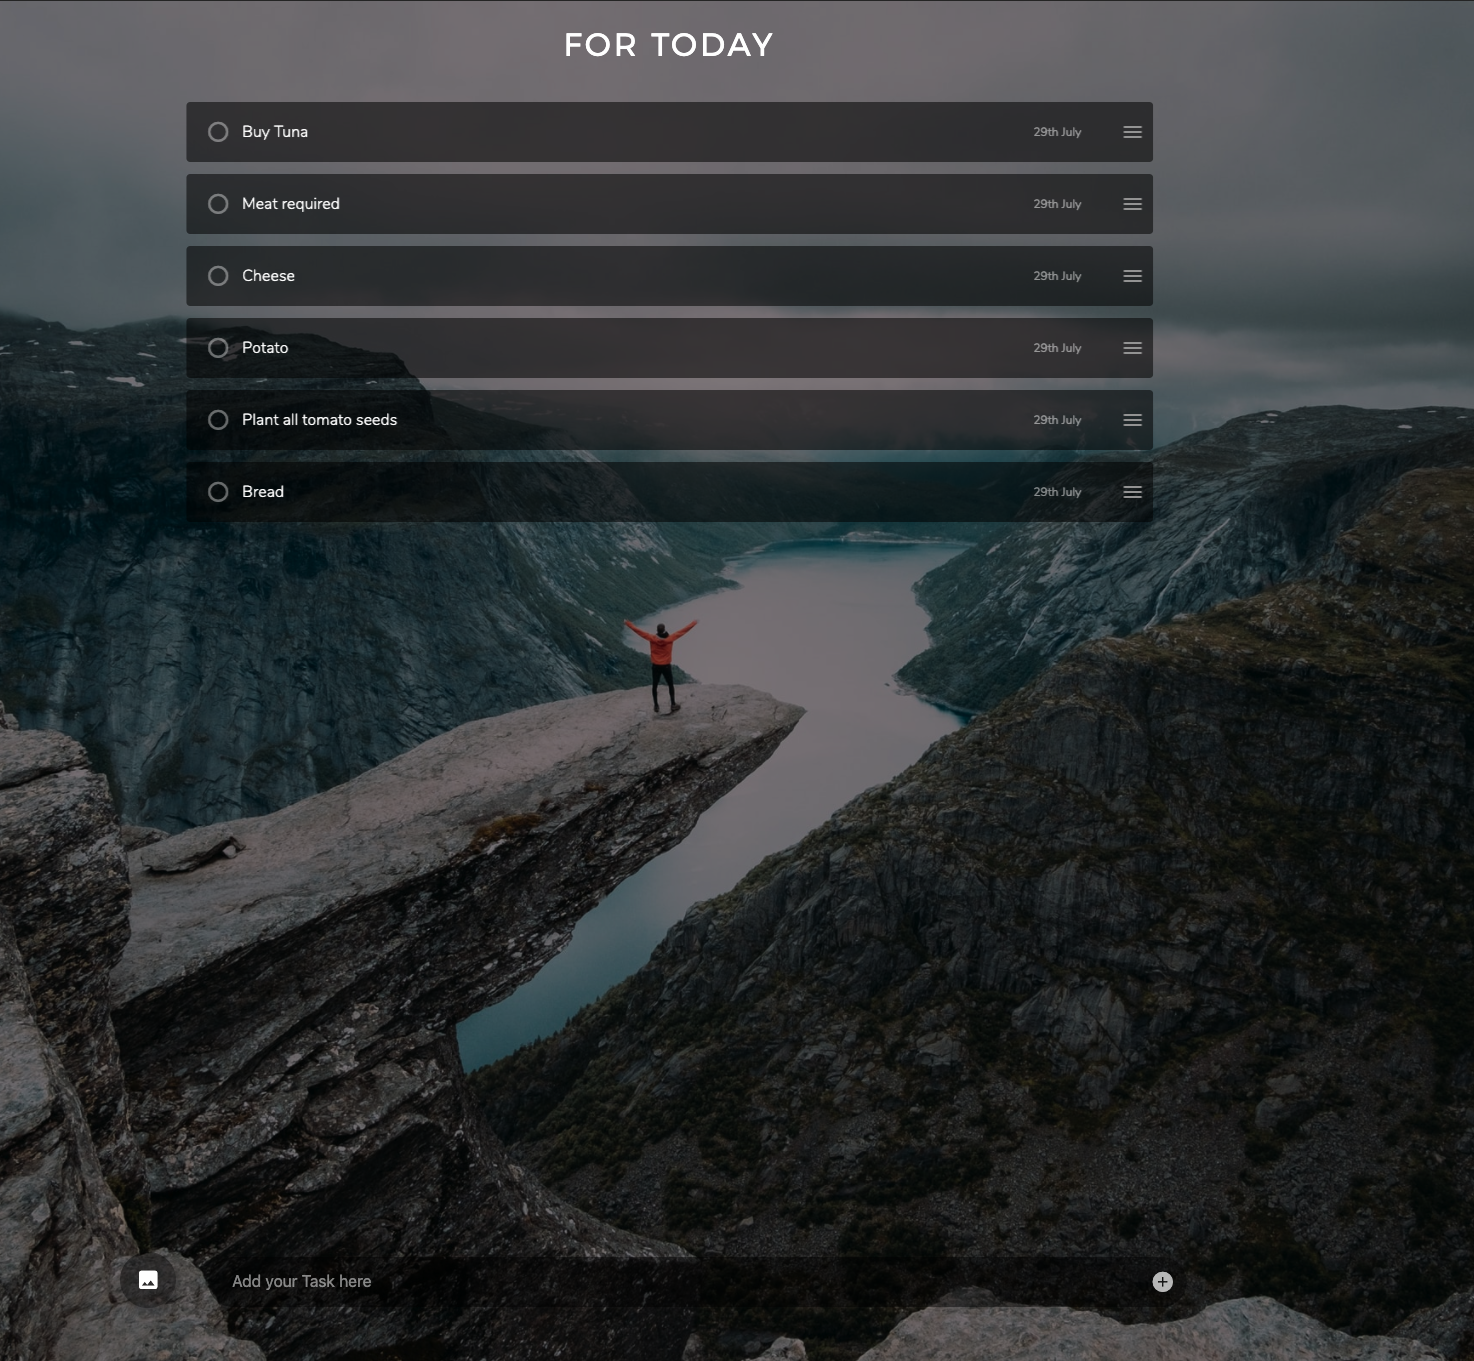 FOR TODAY
Buy Tuna 29th July
Meat required 29th July
Cheese 29th July
Potato 29th July
Plant all tomato seeds 29th July
Bread 29th July
Add your Task here